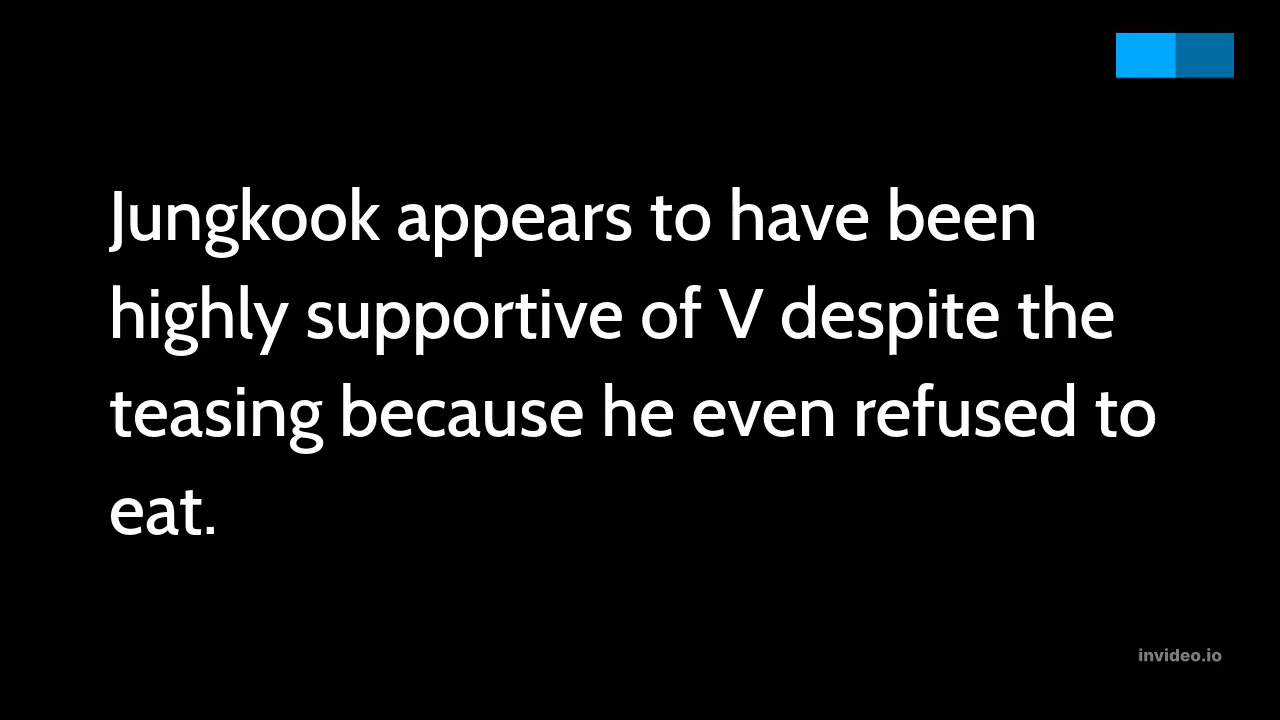 Jungkook appears to have been
highly supportive of V despite the
teasing because he even refused to
eat.
invideo.io